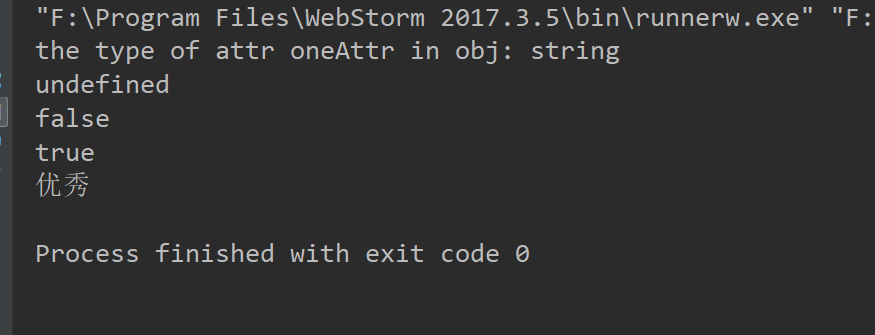 "F:\Program Files\WebStorm 2017.3.5\bin\runnerw.exe" "F:
the type of attr oneAttr in obj: string
undefined
false
true
优秀
Process finished with exit code 0